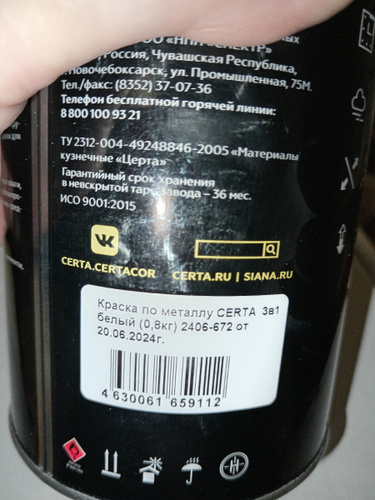 ОО «НПП «СПЕКТР»
Россия, Чувашская Республика,
Новочебоксарск, ул. Промышленная, 75М.
Тел./факс: (8352) 37-07-36
Телефон бесплатной горячей линии:
8 800 100 93 21
ТУ 2312-004-49248846-2005 «Материалы
кузнечные «Церта»
Гарантийный срок хранения
в невскрытой таре завода – 36 мес.
ИСО 9001:2015
CERTA.CERTACOR CERTA.RU | SIANA.RU
Краска по металлу CERTA 3в1
белый (0,8кг) 2406-672 от
20.06.2024г.
4 630061 659112